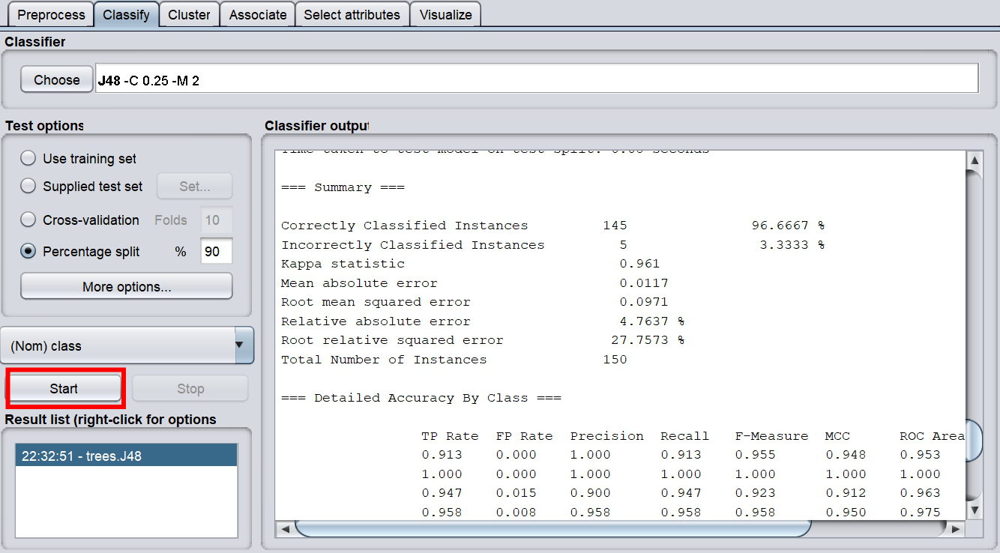 Preprocess Classify Cluster Associate Select attributes Visualize
Classifier
Choose J48 -C 0.25 -M 2
Test options
Use training set
Supplied test set Set...
Cross-validation Folds 10
Percentage split % 90
More options...
(Nom) class
Start Stop
Result list (right-click for options
22:32:51 - trees.J48
Classifier output
Time taken to test model on test split: 0.00 seconds
=== Summary ===
Correctly Classified Instances 145 96.6667 %
Incorrectly Classified Instances 5 3.3333 %
Kappa statistic 0.961
Mean absolute error 0.0117
Root mean squared error 0.0971
Relative absolute error 4.7637 %
Root relative squared error 27.7573 %
Total Number of Instances 150
=== Detailed Accuracy By Class ===
TP Rate FP Rate Precision Recall F-Measure MCC ROC Area
0.913 0.000 1.000 0.913 0.955 0.948 0.953
1.000 0.000 1.000 1.000 1.000 1.000 1.000
0.947 0.015 0.900 0.947 0.923 0.912 0.963
0.958 0.008 0.958 0.958 0.958 0.950 0.975